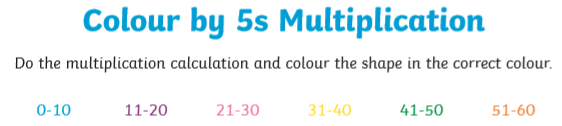 Colour by 5s Multiplication
Do the multiplication calculation and colour the shape in the correct colour.
0-10 11-20 21-30 31-40 41-50 51-60